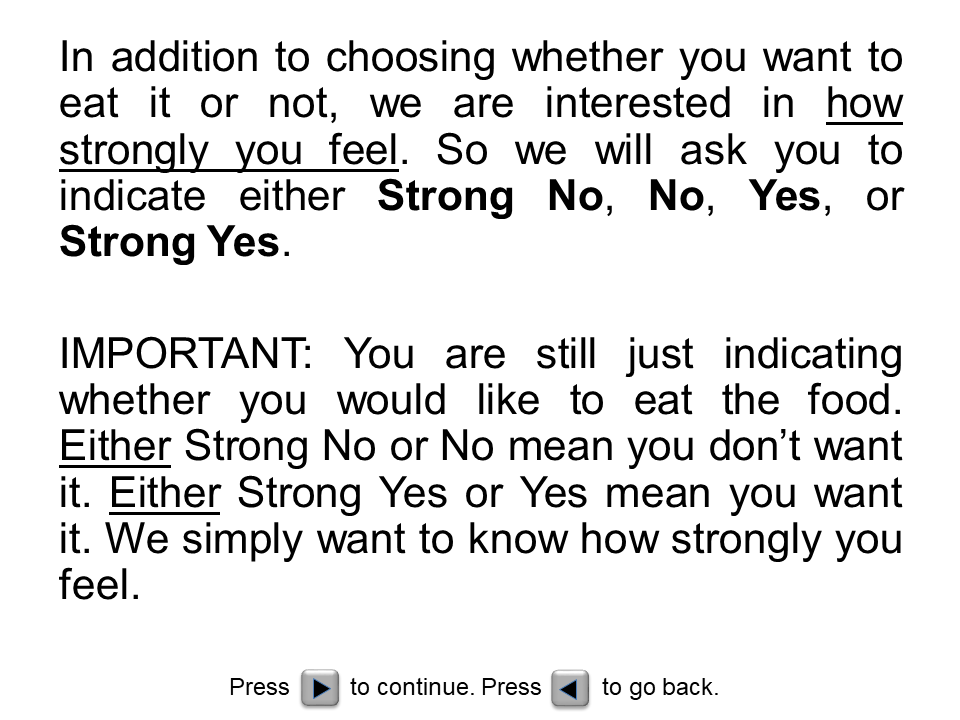 In addition to choosing whether you want to
eat it or not, we are interested in how
strongly you feel. So we will ask you to
indicate either Strong No, No, Yes, or
Strong Yes.
IMPORTANT: You are still just indicating
whether you would like to eat the food.
Either Strong No or No mean you don’t want
it. Either Strong Yes or Yes mean you want
it. We simply want to know how strongly you
feel.
Press to continue. Press to go back.